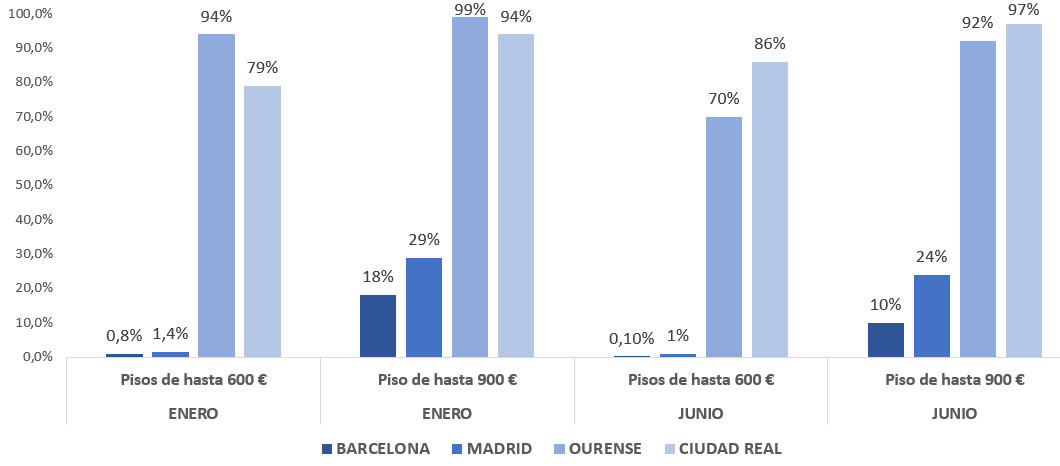 100,0%
90,0%
80,0%
70,0%
60,0%
50,0%
40,0%
30,0%
20,0%
10,0%
0,0%
0,8% 1,4% 94% 79%
18% 29% 99% 94%
0,10% 1% 70% 86%
10% 24% 92% 97%
Pisos de hasta 600 € Piso de hasta 900 € Pisos de hasta 600 € Piso de hasta 900 €
ENERO ENERO JUNIO JUNIO
BARCELONA MADRID OURENSE CIUDAD REAL